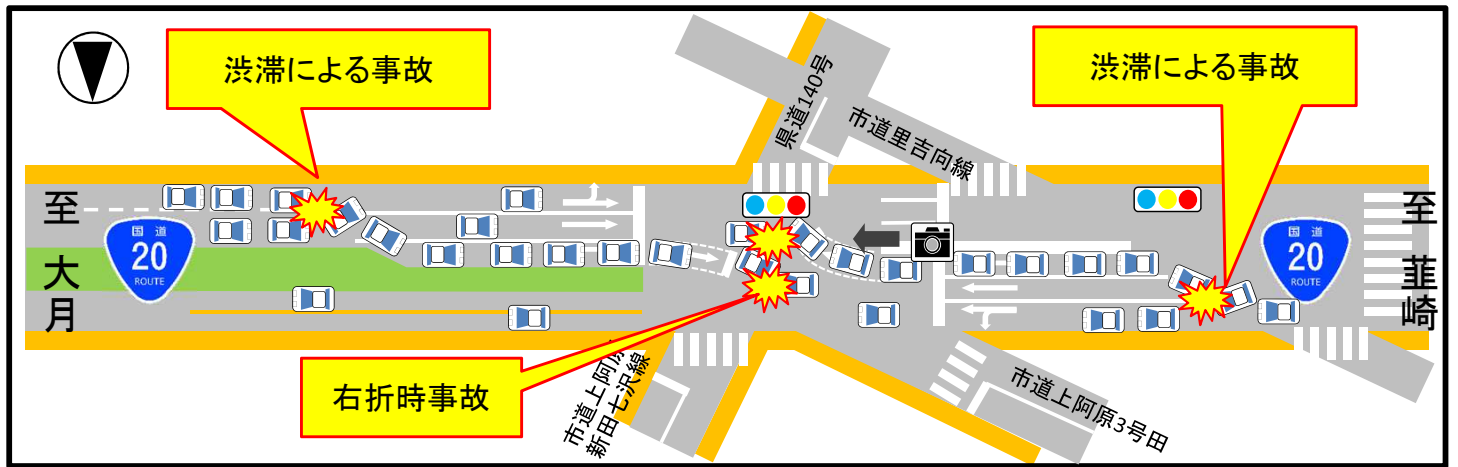 渋滞による事故
渋滞による事故
県道140号
市道里吉向線
至
大
月
国道
20
ROUTE
国道
20
ROUTE
至
韮
崎
右折時事故
市道上阿原
新田七沢線
市道上阿原3号田